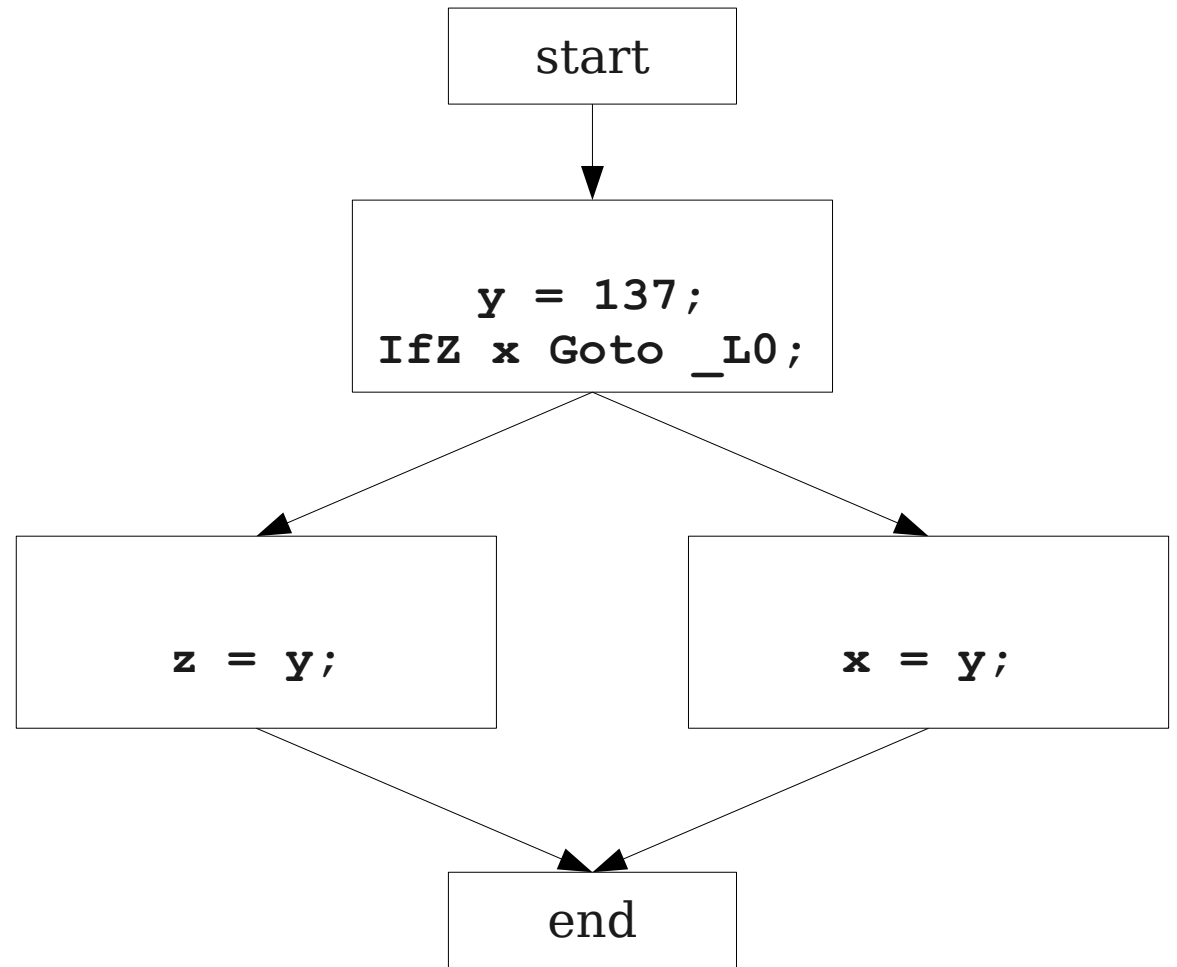 start
y = 137;
IfZ x Goto _L0;
z = y;
x = y;
end